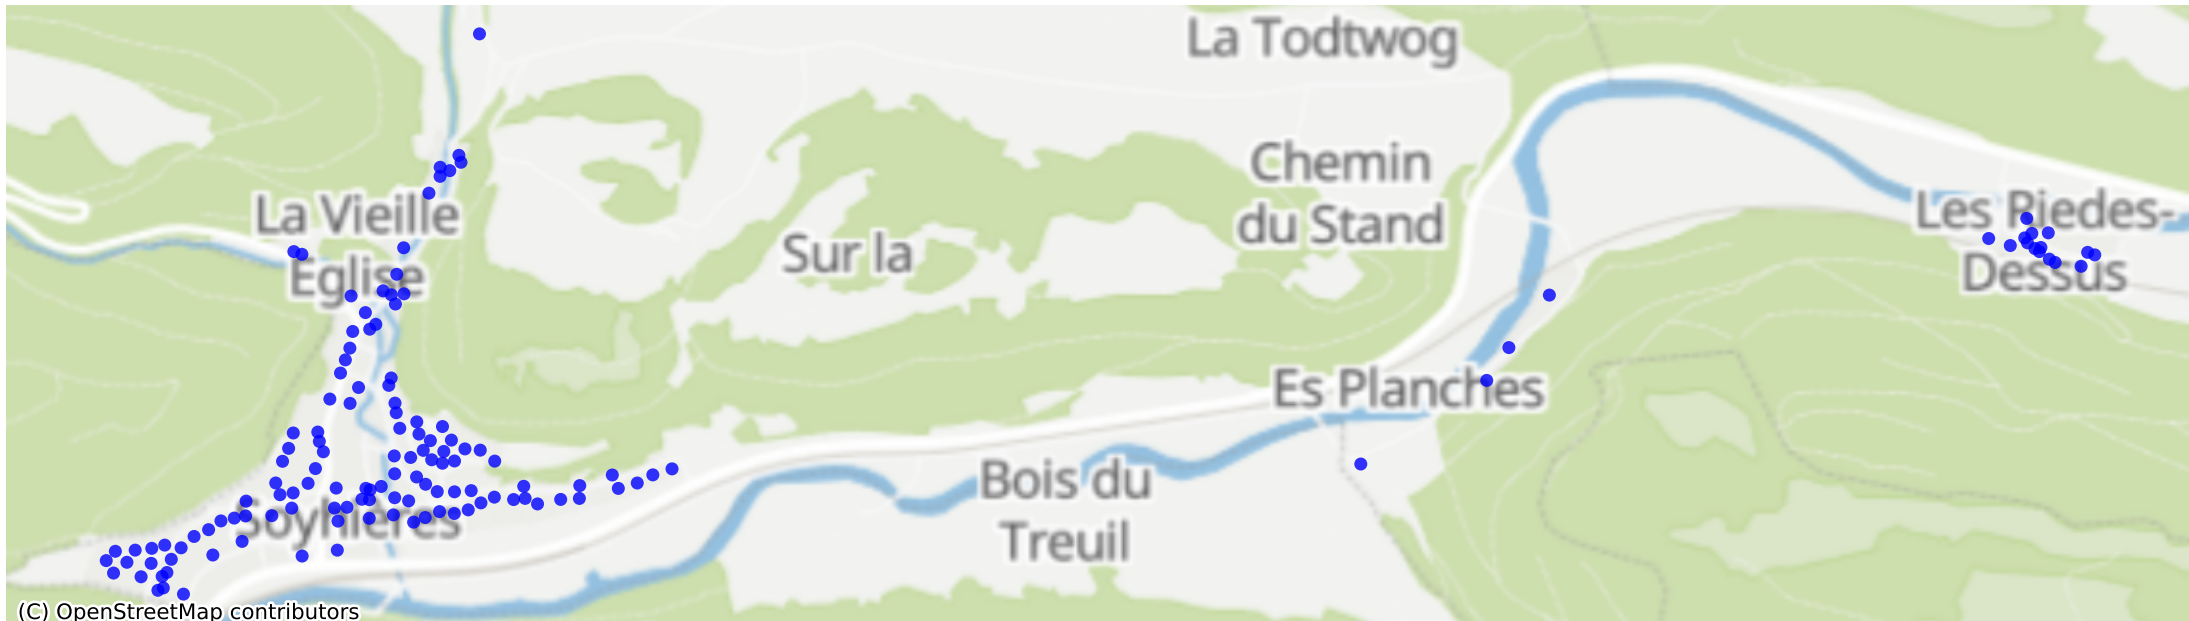 La Todtwog
Chemin
du Stand
La Vieille
Eglise
Sur la
Les Riedes-
Dessus
Es Planches
Bois du
Treuil
Soyhières
(C) OpenStreetMap contributors